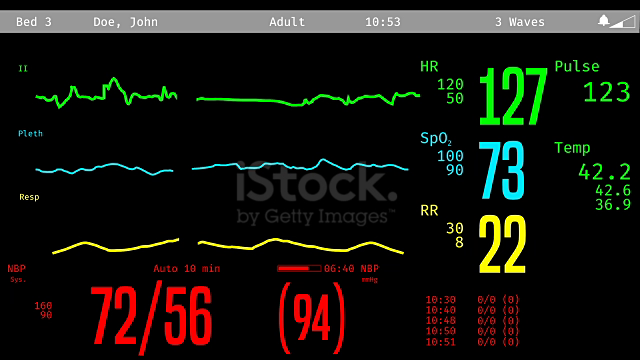 Bed 3 Doe, John Adult 10:53 3 Waves
II
HR
120
50
127
Pulse
123
Pleth
SpO₂
100
90
73
Temp
42.2
42.6
36.9
iStock.
by Getty Images™
Resp
RR
30
8
22
NBP Auto 10 min 06:40 NBP
Sys. mmHg
160
90
72/56 (94)
10:30 0/0 (0)
10:40 0/0 (0)
10:48 0/0 (0)
10:50 0/0 (0)
10:51 0/0 (0)